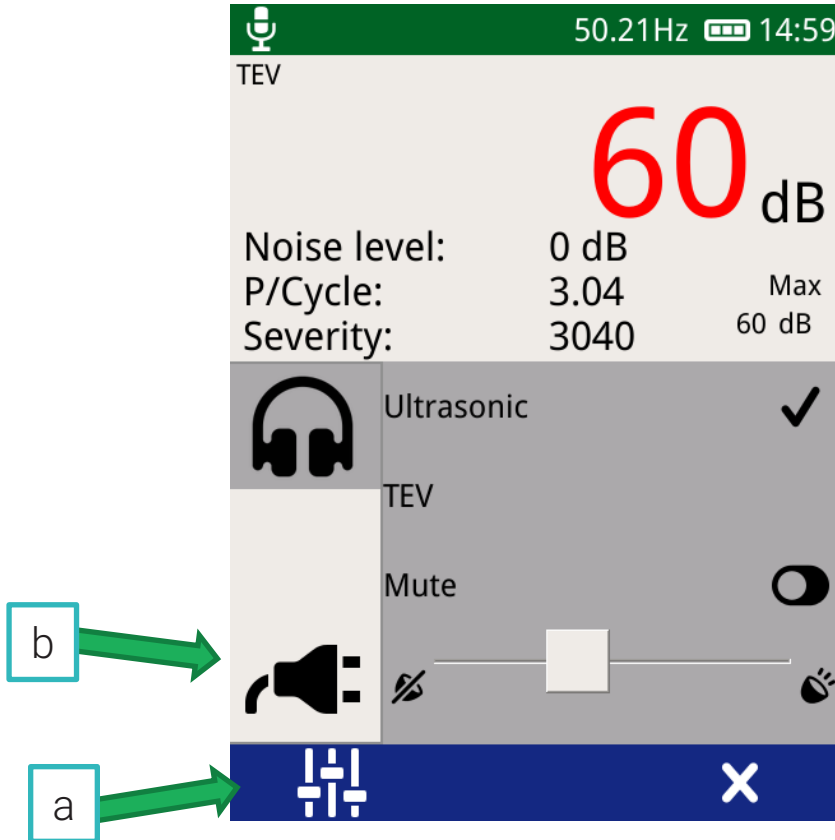 50.21Hz 14:59
TEV
60 dB
Noise level: 0 dB
P/Cycle: 3.04
Max
Severity: 3040
60 dB
Ultrasonic
TEV
Mute
b
a